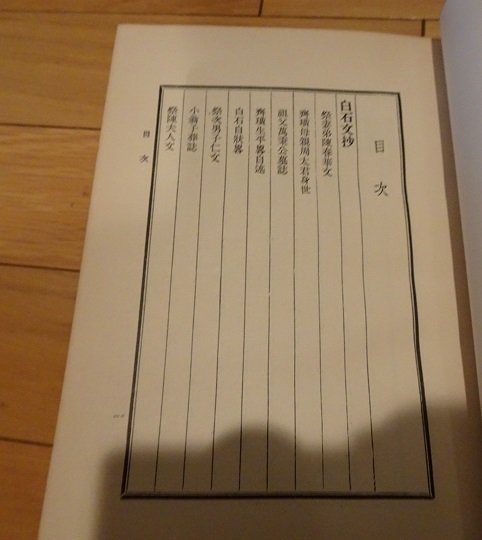 目次
白石文抄
祭妻弟陳春華文
齊璜母親周太君身世
祖父萬秉公墓誌
齊璜生平畧自述
白石自狀畧
祭次男子仁文
小翁子葬誌
祭陳夫人文
目次